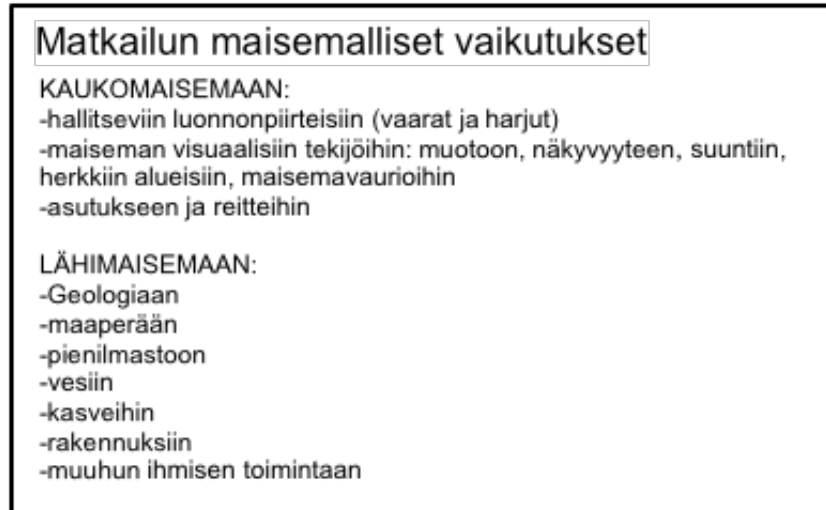 Matkailun maisemalliset vaikutukset
KAUKOMAISEMAAN:
-hallitseviin luonnonpiirteisiin (vaarat ja harjut)
-maiseman visuaalisiin tekijöihin: muotoon, näkyvyyteen, suuntiin,
herkkiin alueisiin, maisemavaurioihin
-asutukseen ja reitteihin
LÄHIMAISEMAAN:
-Geologiaan
-maaperään
-pienilmastoon
-vesiin
-kasveihin
-rakennuksiin
-muuhun ihmisen toimintaan